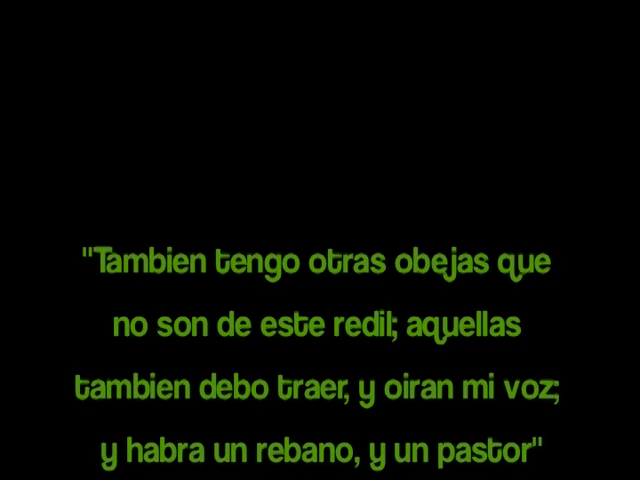 "Tambien tengo otras obejas que
no son de este redil; aquellas
tambien debo traer, y oiran mi voz;
y habra un rebano, y un pastor"